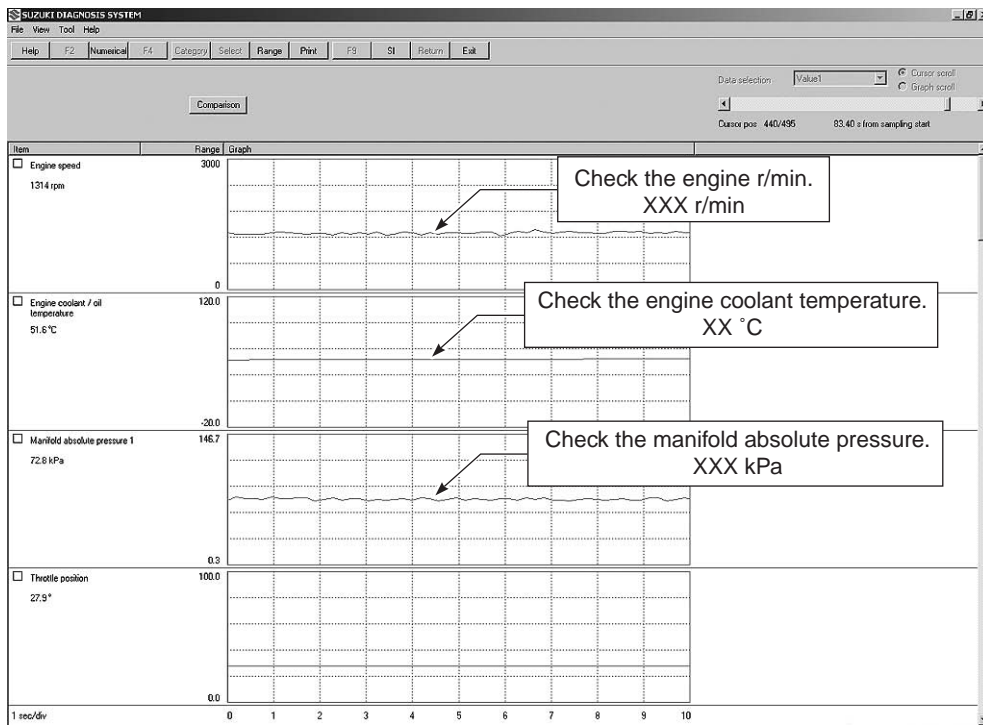 SUZUKI DIAGNOSIS SYSTEM
File View Tool Help
Help F2 Numerical F4 Category Select Range Print F9 SI Return Exit
Data selection Value1 Cursor scroll
Graph scroll
Comparison
Cursor pos 440/495 83.40 s from sampling start
Item Range Graph
Engine speed 3000
1314 rpm
Check the engine r/min.
XXX r/min
0
Engine coolant / oil 120.0
temperature
51.6 °C
Check the engine coolant temperature.
XX ˚C
-20.0
Manifold absolute pressure 1 146.7
72.8 kPa
Check the manifold absolute pressure.
XXX kPa
0.3
Throttle position 100.0
27.9 °
0.0
1 sec/div 0 1 2 3 4 5 6 7 8 9 10